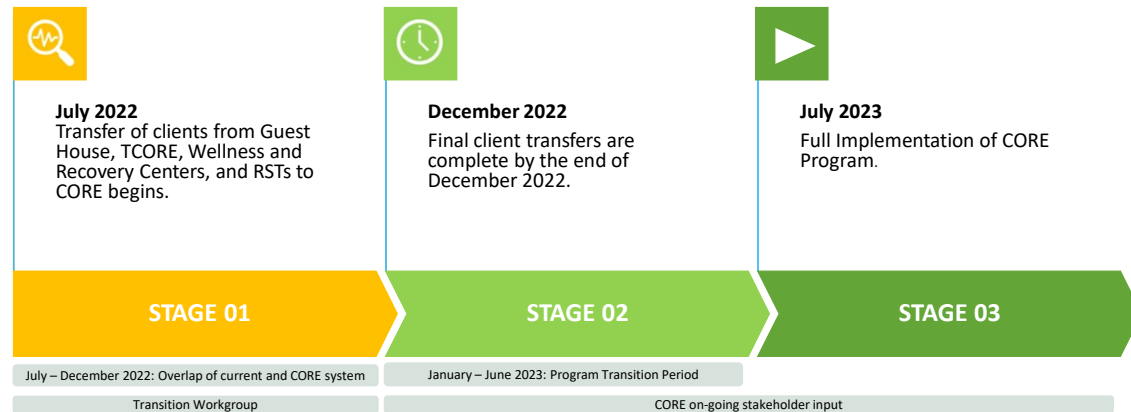 July 2022
Transfer of clients from Guest
House, TCORE, Wellness and
Recovery Centers, and RSTs to
CORE begins.
December 2022
Final client transfers are
complete by the end of
December 2022.
July 2023
Full Implementation of CORE
Program.
STAGE 01
STAGE 02
STAGE 03
July – December 2022: Overlap of current and CORE system
January – June 2023: Program Transition Period
Transition Workgroup
CORE on-going stakeholder input